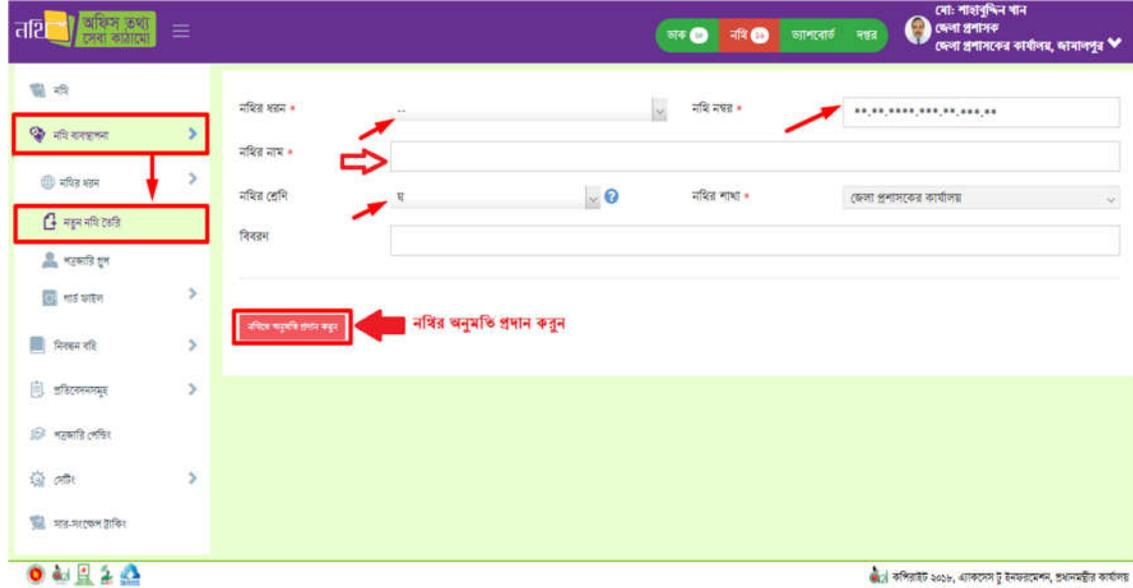 নথি অফিস তথ্য সেবা কাঠামো
ডাক নথি ড্যাশবোর্ড দপ্তর
মো: শাহাবুদ্দিন খান
জেলা প্রশাসক
জেলা প্রশাসকের কার্যালয়, জামালপুর
নথি
নথি ব্যবস্থাপনা
নথির ধরন
নতুন নথি তৈরি
পত্রজারি গ্রুপ
গার্ড ফাইল
নিবন্ধন বহি
প্রতিবেদনসমূহ
পত্রজারি পেন্ডিং
সেটিং
সার-সংক্ষেপ ট্রাকিং
নথির ধরন * -- নথি নম্বর * **.**.****.***.**.***.**
নথির নাম *
নথির শ্রেণি ঘ নথির শাখা * জেলা প্রশাসকের কার্যালয়
বিবরণ
নথিতে অনুমতি প্রদান করুন নথির অনুমতি প্রদান করুন
কপিরাইট ২০১৮, এ্যাকসেস টু ইনফরমেশন, প্রধানমন্ত্রীর কার্যালয়